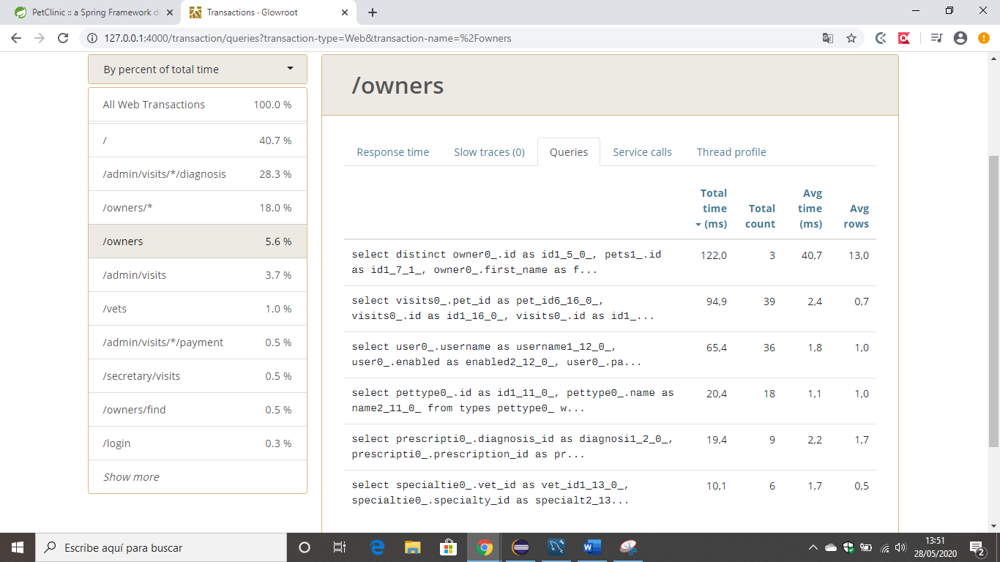 PetClinic :: a Spring Framework d
Transactions · Glowroot
127.0.0.1:4000/transaction/queries?transaction-type=Web&transaction-name=%2Fowners
By percent of total time
All Web Transactions 100.0 %
/ 40.7 %
/admin/visits/*/diagnosis 28.3 %
/owners/* 18.0 %
/owners 5.6 %
/admin/visits 3.7 %
/vets 1.0 %
/admin/visits/*/payment 0.5 %
/secretary/visits 0.5 %
/owners/find 0.5 %
/login 0.3 %
Show more
/owners
Response time Slow traces (0) Queries Service calls Thread profile
Total Avg
time Total time Avg
(ms) count (ms) rows
select distinct owner0_.id as id1_5_0_, pets1_.id 122,0 3 40,7 13,0
as id1_7_1_, owner0_.first_name as f...
select visits0_.pet_id as pet_id6_16_0_, 94,9 39 2,4 0,7
visits0_.id as id1_16_0_, visits0_.id as id1_...
select user0_.username as username1_12_0_, 65,4 36 1,8 1,0
user0_.enabled as enabled2_12_0_, user0_.pa...
select pettype0_.id as id1_11_0_, pettype0_.name as 20,4 18 1,1 1,0
name2_11_0_ from types pettype0_ w...
select prescripti0_.diagnosis_id as diagnosi1_2_0_, 19,4 9 2,2 1,7
prescripti0_.prescription_id as pr...
select specialtie0_.vet_id as vet_id1_13_0_, 10,1 6 1,7 0,5
specialtie0_.specialty_id as specialt2_13...
Escribe aquí para buscar
13:51
28/05/2020
2